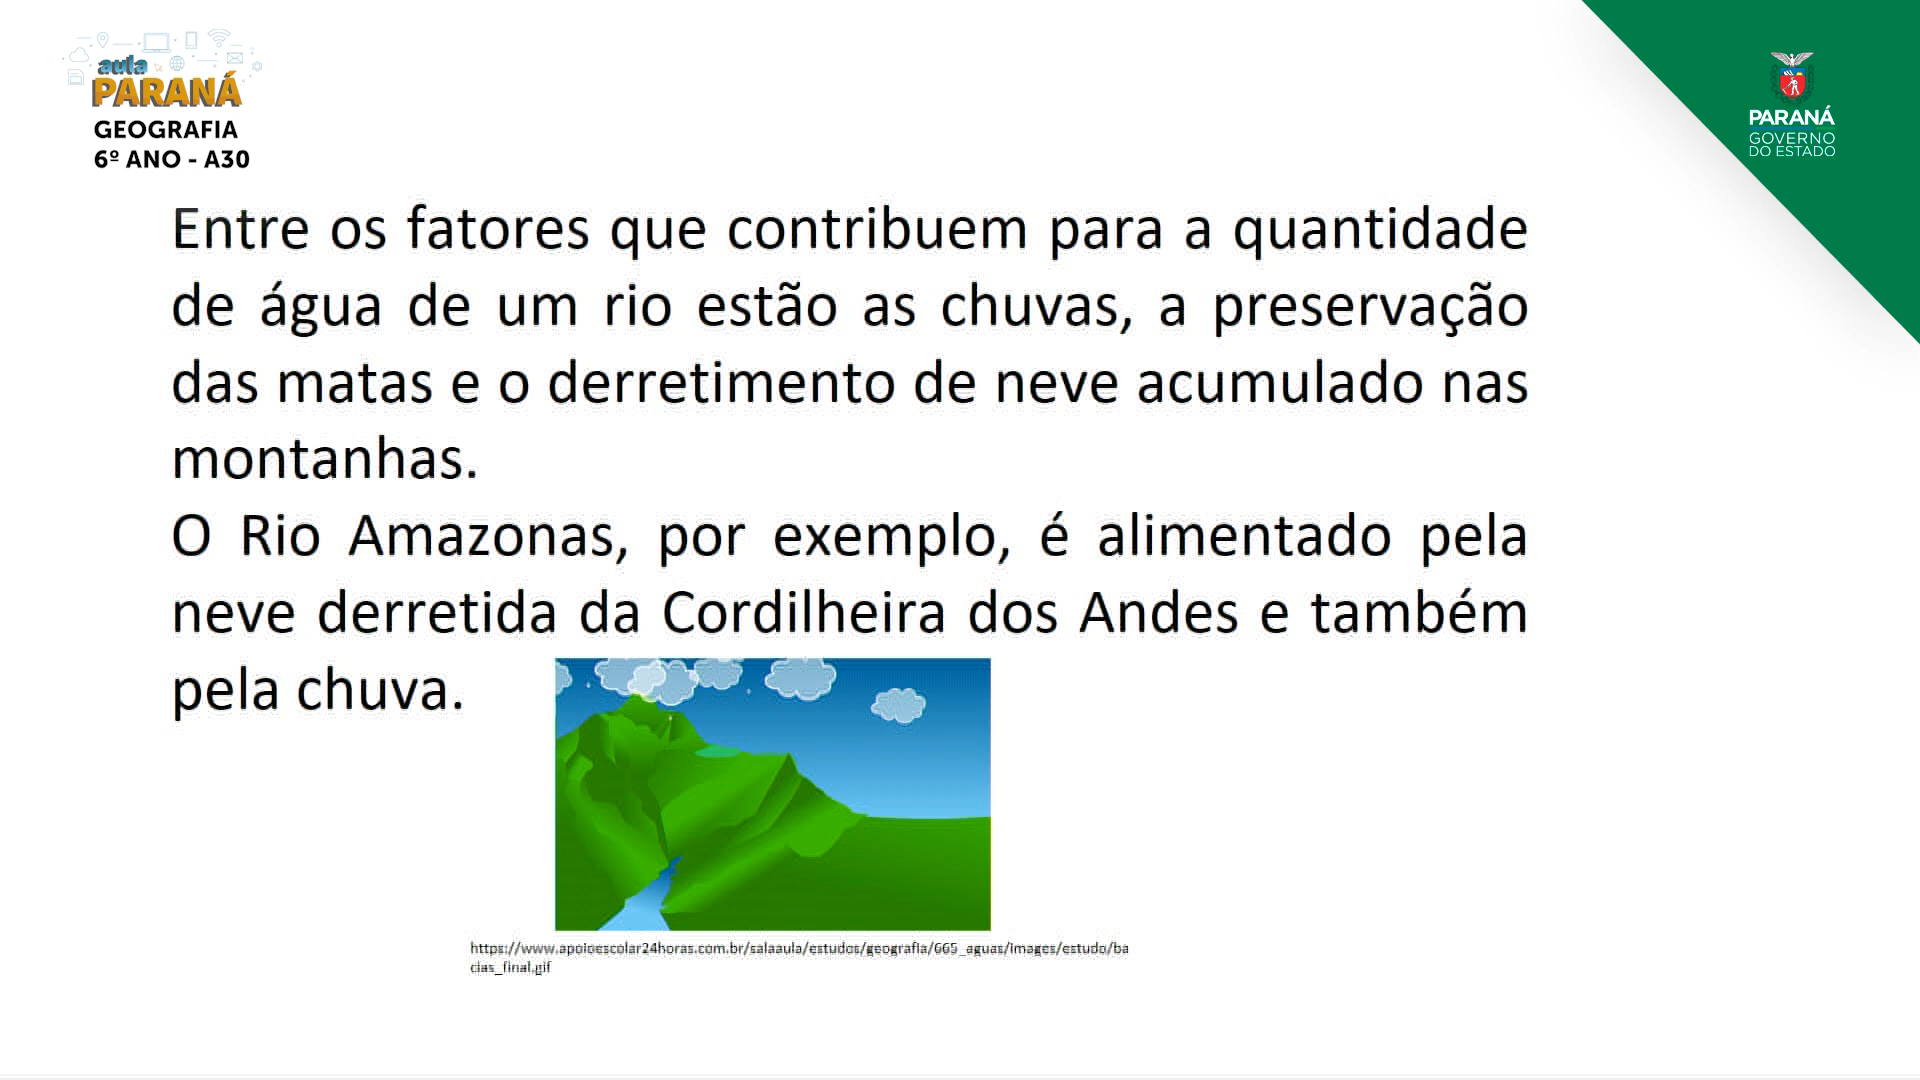 aula
PARANÁ
GEOGRAFIA
6º ANO - A30
PARANÁ
GOVERNO
DO ESTADO
Entre os fatores que contribuem para a quantidade
de água de um rio estão as chuvas, a preservação
das matas e o derretimento de neve acumulado nas
montanhas.
O Rio Amazonas, por exemplo, é alimentado pela
neve derretida da Cordilheira dos Andes e também
pela chuva.
https://www.apoioescolar24horas.com.br/salaaula/estudos/geografia/665_aguas/images/estudo/ba
cias_final.gif